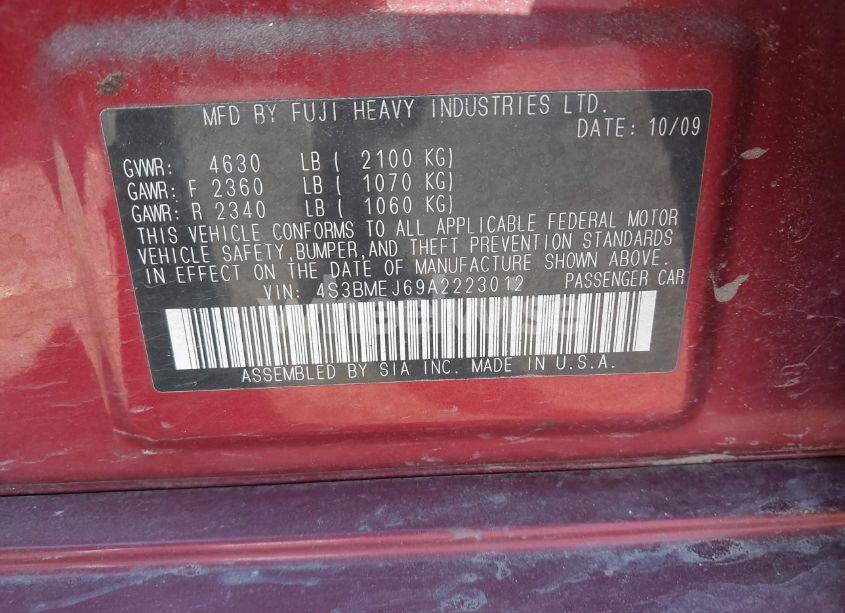 MFD BY FUJI HEAVY INDUSTRIES LTD.
DATE: 10/09
GVWR: 4630 LB ( 2100 KG)
GAWR: F 2360 LB ( 1070 KG)
GAWR: R 2340 LB ( 1060 KG)
THIS VEHICLE CONFORMS TO ALL APPLICABLE FEDERAL MOTOR
VEHICLE SAFETY,BUMPER,AND THEFT PREVENTION STANDARDS
IN EFFECT ON THE DATE OF MANUFACTURE SHOWN ABOVE.
VIN: 4S3BMEJ69A2223012 PASSENGER CAR
ASSEMBLED BY SIA INC. MADE IN U.S.A.